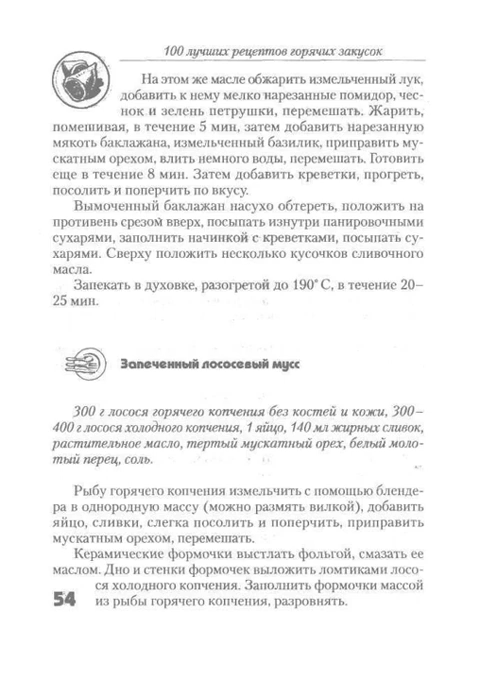 100 лучших рецептов горячих закусок
На этом же масле обжарить измельченный лук,
добавить к нему мелко нарезанные помидор, чес-
нок и зелень петрушки, перемешать. Жарить,
помешивая, в течение 5 мин, затем добавить нарезанную
мякоть баклажана, измельченный базилик, приправить му-
скатным орехом, влить немного воды, перемешать. Готовить
еще в течение 8 мин. Затем добавить креветки, прогреть,
посолить и поперчить по вкусу.
Вымоченный баклажан насухо обтереть, положить на
противень срезом вверх, посыпать изнутри панировочными
сухарями, заполнить начинкой с креветками, посыпать су-
харями. Сверху положить несколько кусочков сливочного
масла.
Запекать в духовке, разогретой до 190° С, в течение 20–
25 мин.
Запеченный лососевый мусс
300 г лосося горячего копчения без костей и кожи, 300–
400 г лосося холодного копчения, 1 яйцо, 140 мл жирных сливок,
растительное масло, тертый мускатный орех, белый моло-
тый перец, соль.
Рыбу горячего копчения измельчить с помощью бленде-
ра в однородную массу (можно размять вилкой), добавить
яйцо, сливки, слегка посолить и поперчить, приправить
мускатным орехом, перемешать.
Керамические формочки выстлать фольгой, смазать ее
маслом. Дно и стенки формочек выложить ломтиками лосо-
ся холодного копчения. Заполнить формочки массой
из рыбы горячего копчения, разровнять.
54